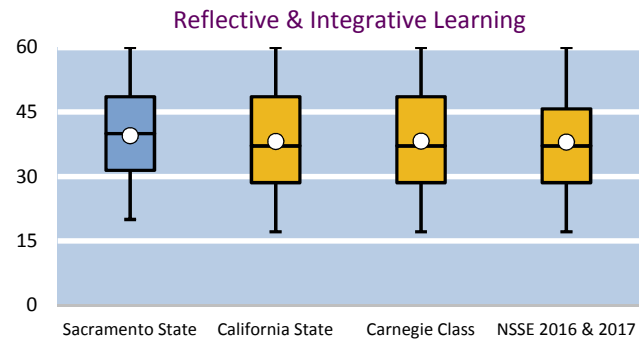 Reflective & Integrative Learning
60
45
30
15
0
Sacramento State California State Carnegie Class NSSE 2016 & 2017